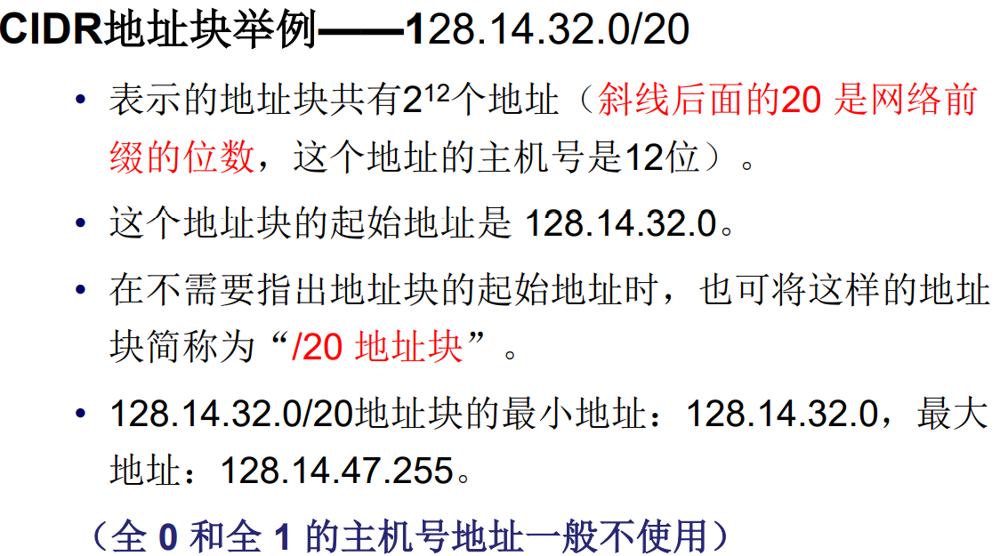 CIDR地址块举例——128.14.32.0/20
• 表示的地址块共有2¹²个地址（斜线后面的20 是网络前
缀的位数，这个地址的主机号是12位）。
• 这个地址块的起始地址是 128.14.32.0。
• 在不需要指出地址块的起始地址时，也可将这样的地址
块简称为“/20 地址块”。
• 128.14.32.0/20地址块的最小地址：128.14.32.0，最大
地址：128.14.47.255。
（全 0 和全 1 的主机号地址一般不使用）